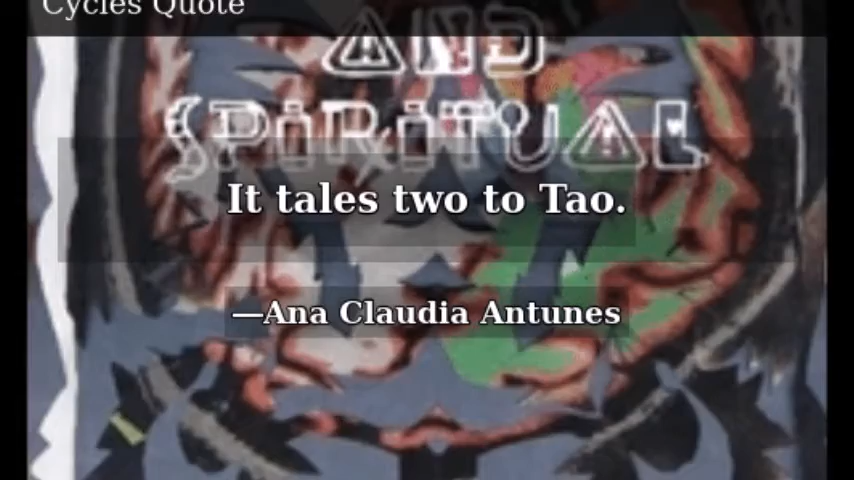 Cycles Quote
AND
SPIRITUAL
It tales two to Tao.
—Ana Claudia Antunes